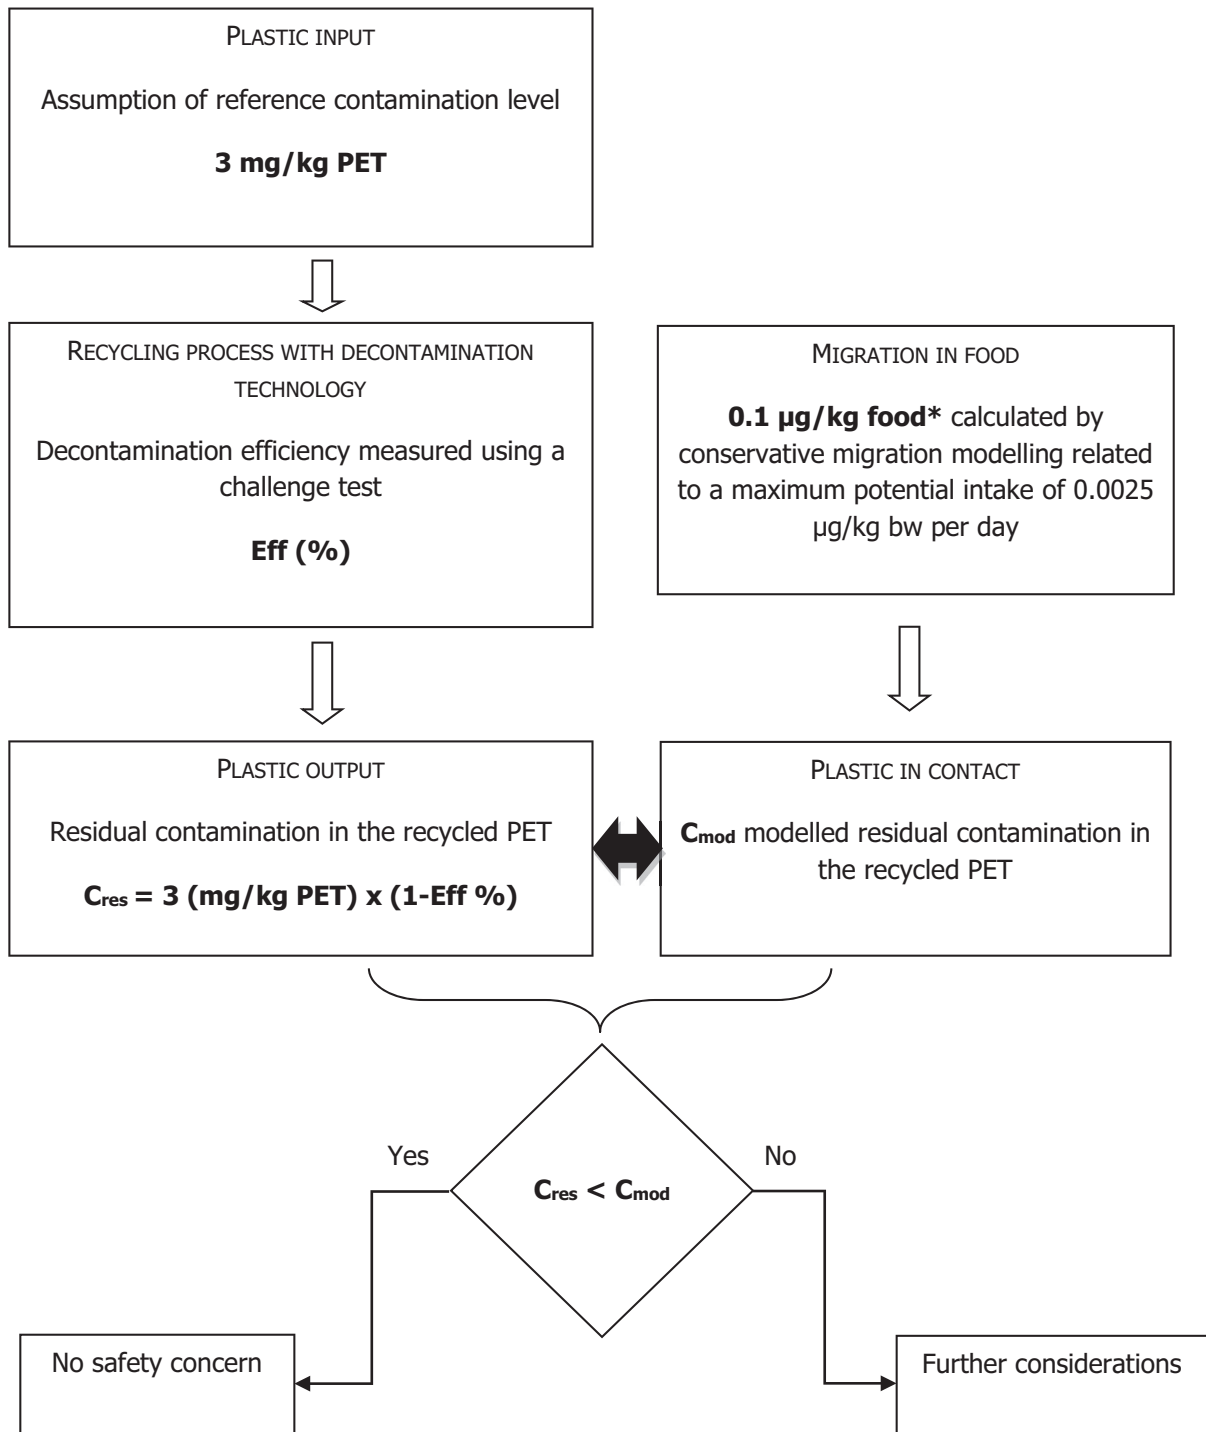 PLASTIC INPUT
Assumption of reference contamination level
3 mg/kg PET
RECYCLING PROCESS WITH DECONTAMINATION
TECHNOLOGY
Decontamination efficiency measured using a
challenge test
Eff (%)
MIGRATION IN FOOD
0.1 µg/kg food* calculated by
conservative migration modelling related
to a maximum potential intake of 0.0025
µg/kg bw per day
PLASTIC OUTPUT
Residual contamination in the recycled PET
Cres = 3 (mg/kg PET) x (1-Eff %)
PLASTIC IN CONTACT
Cmod modelled residual contamination in
the recycled PET
Yes
No
Cres < Cmod
No safety concern
Further considerations